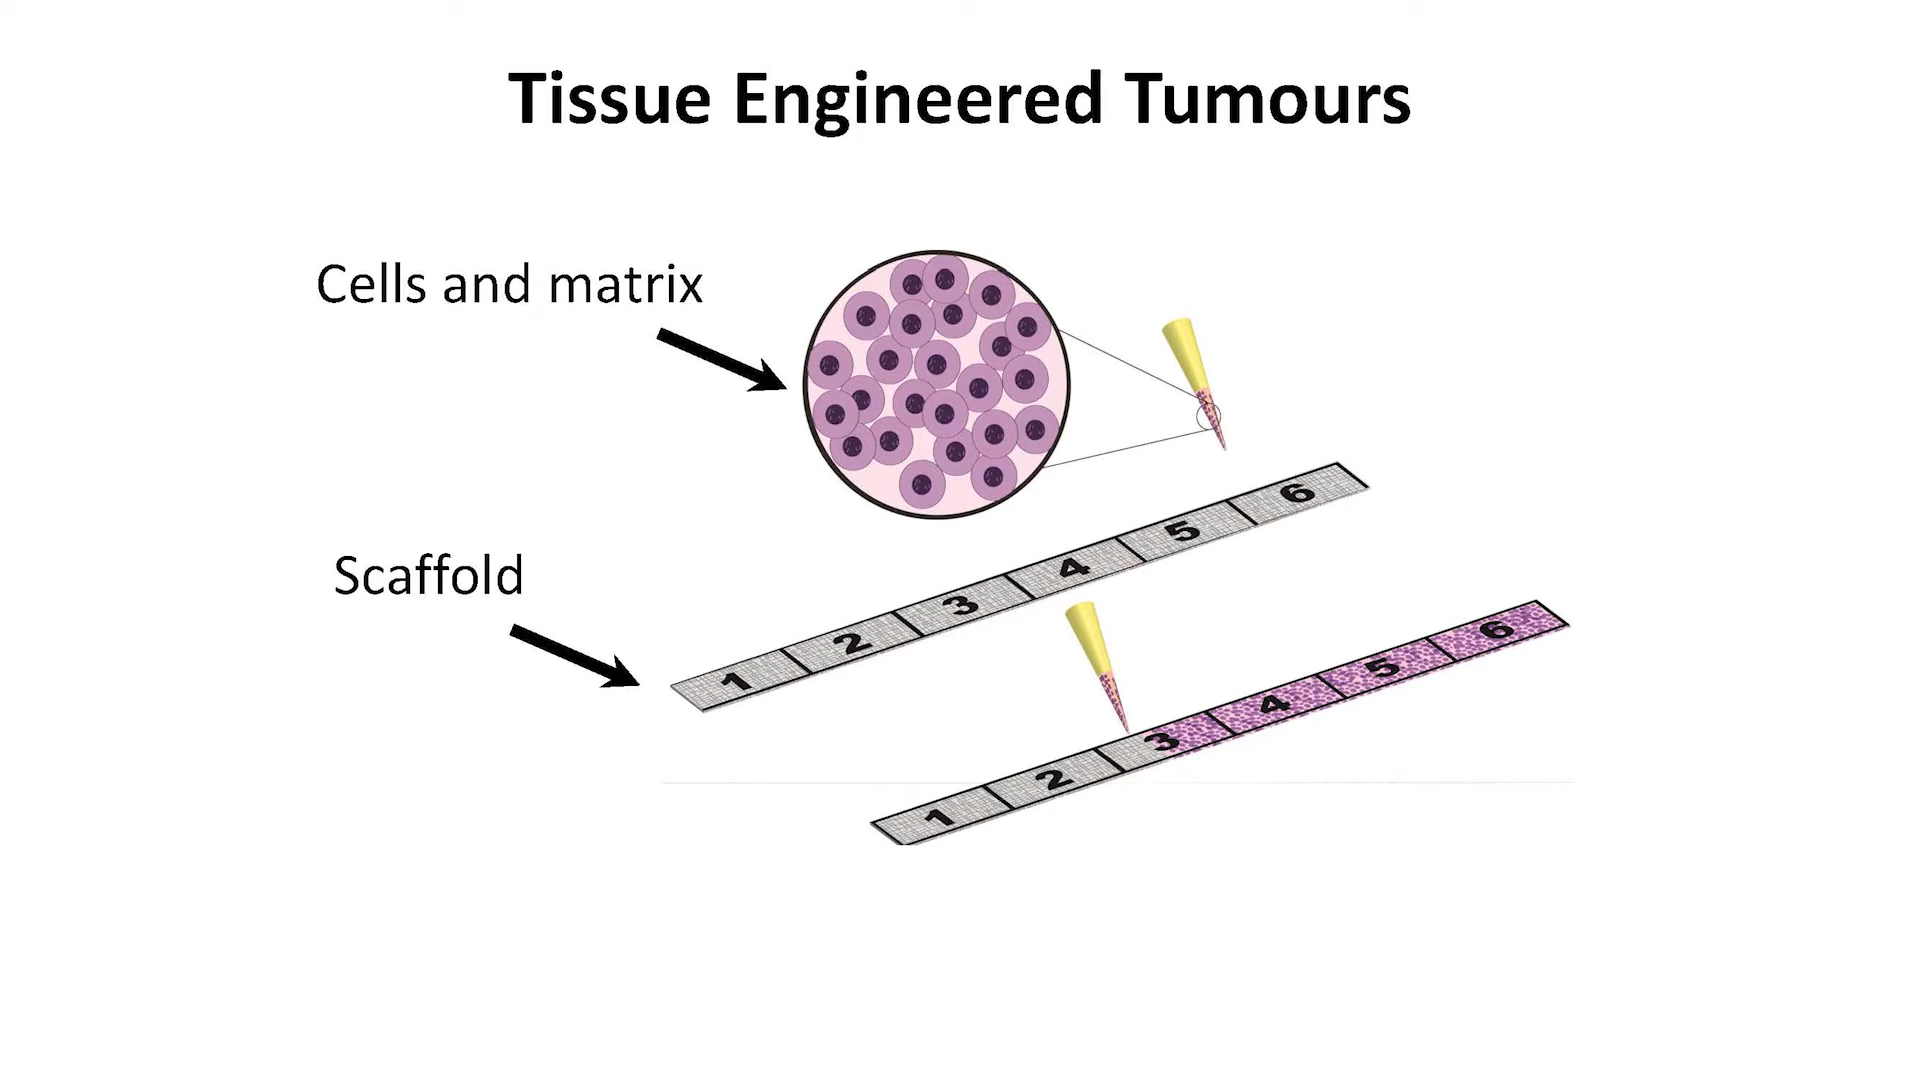 Tissue Engineered Tumours
Cells and matrix
Scaffold
1 2 3 4 5 6
1 2 3 4 5 6